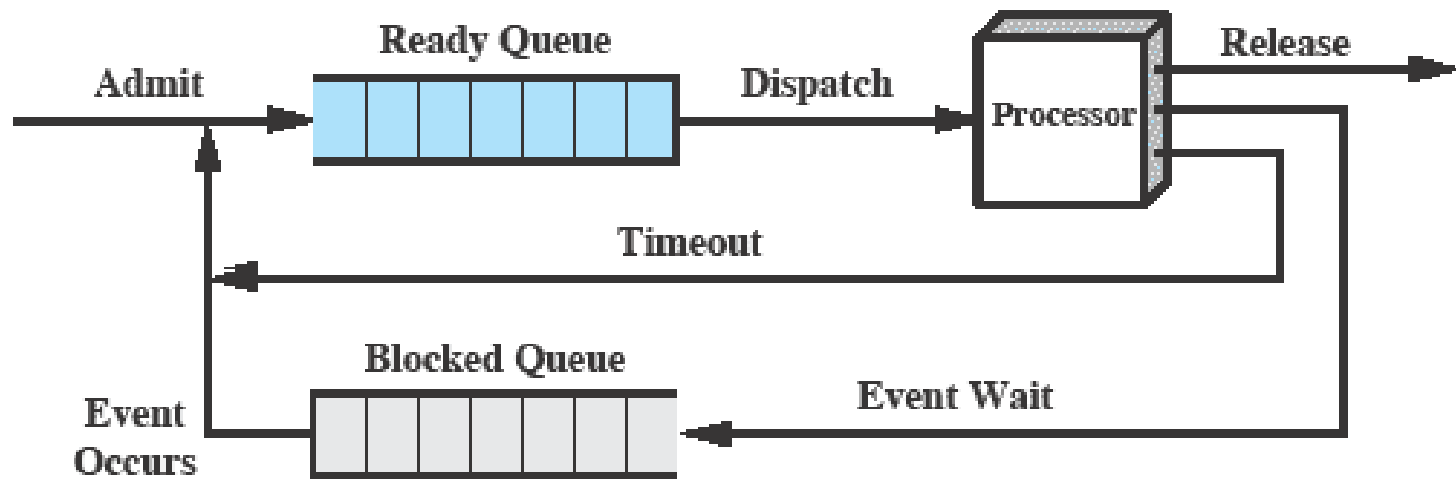 Ready Queue
Release
Admit
Dispatch
Processor
Timeout
Blocked Queue
Event Wait
Event
Occurs